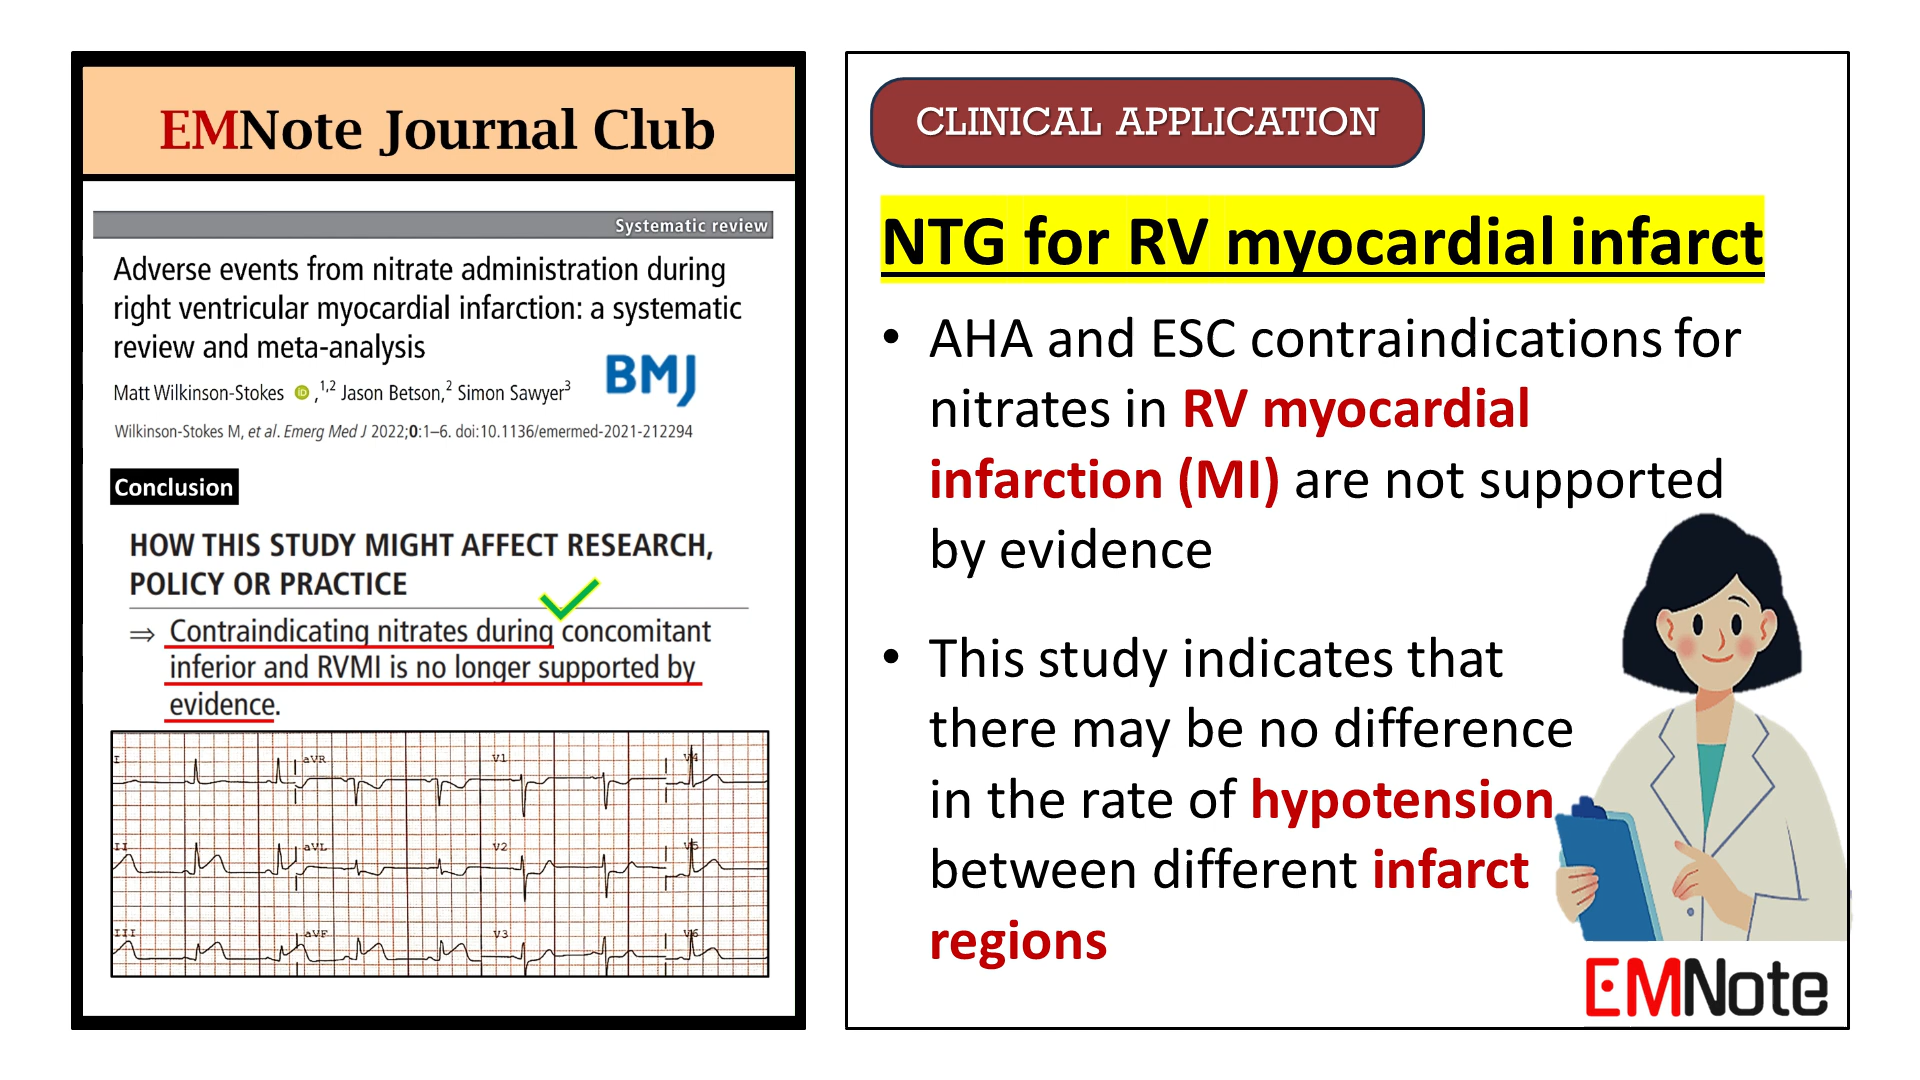 EMNote Journal Club
Systematic review
Adverse events from nitrate administration during
right ventricular myocardial infarction: a systematic
review and meta-analysis
BMJ
Matt Wilkinson-Stokes iD ,1,2 Jason Betson,2 Simon Sawyer3
Wilkinson-Stokes M, et al. Emerg Med J 2022;0:1–6. doi:10.1136/emermed-2021-212294
Conclusion
HOW THIS STUDY MIGHT AFFECT RESEARCH,
POLICY OR PRACTICE
⇒ Contraindicating nitrates during concomitant
inferior and RVMI is no longer supported by
evidence.
I aVR V1 V4
II aVL V2 V5
III aVF V3 V6
CLINICAL APPLICATION
NTG for RV myocardial infarct
• AHA and ESC contraindications for
nitrates in RV myocardial
infarction (MI) are not supported
by evidence
• This study indicates that
there may be no difference
in the rate of hypotension
between different infarct
regions
EMNote